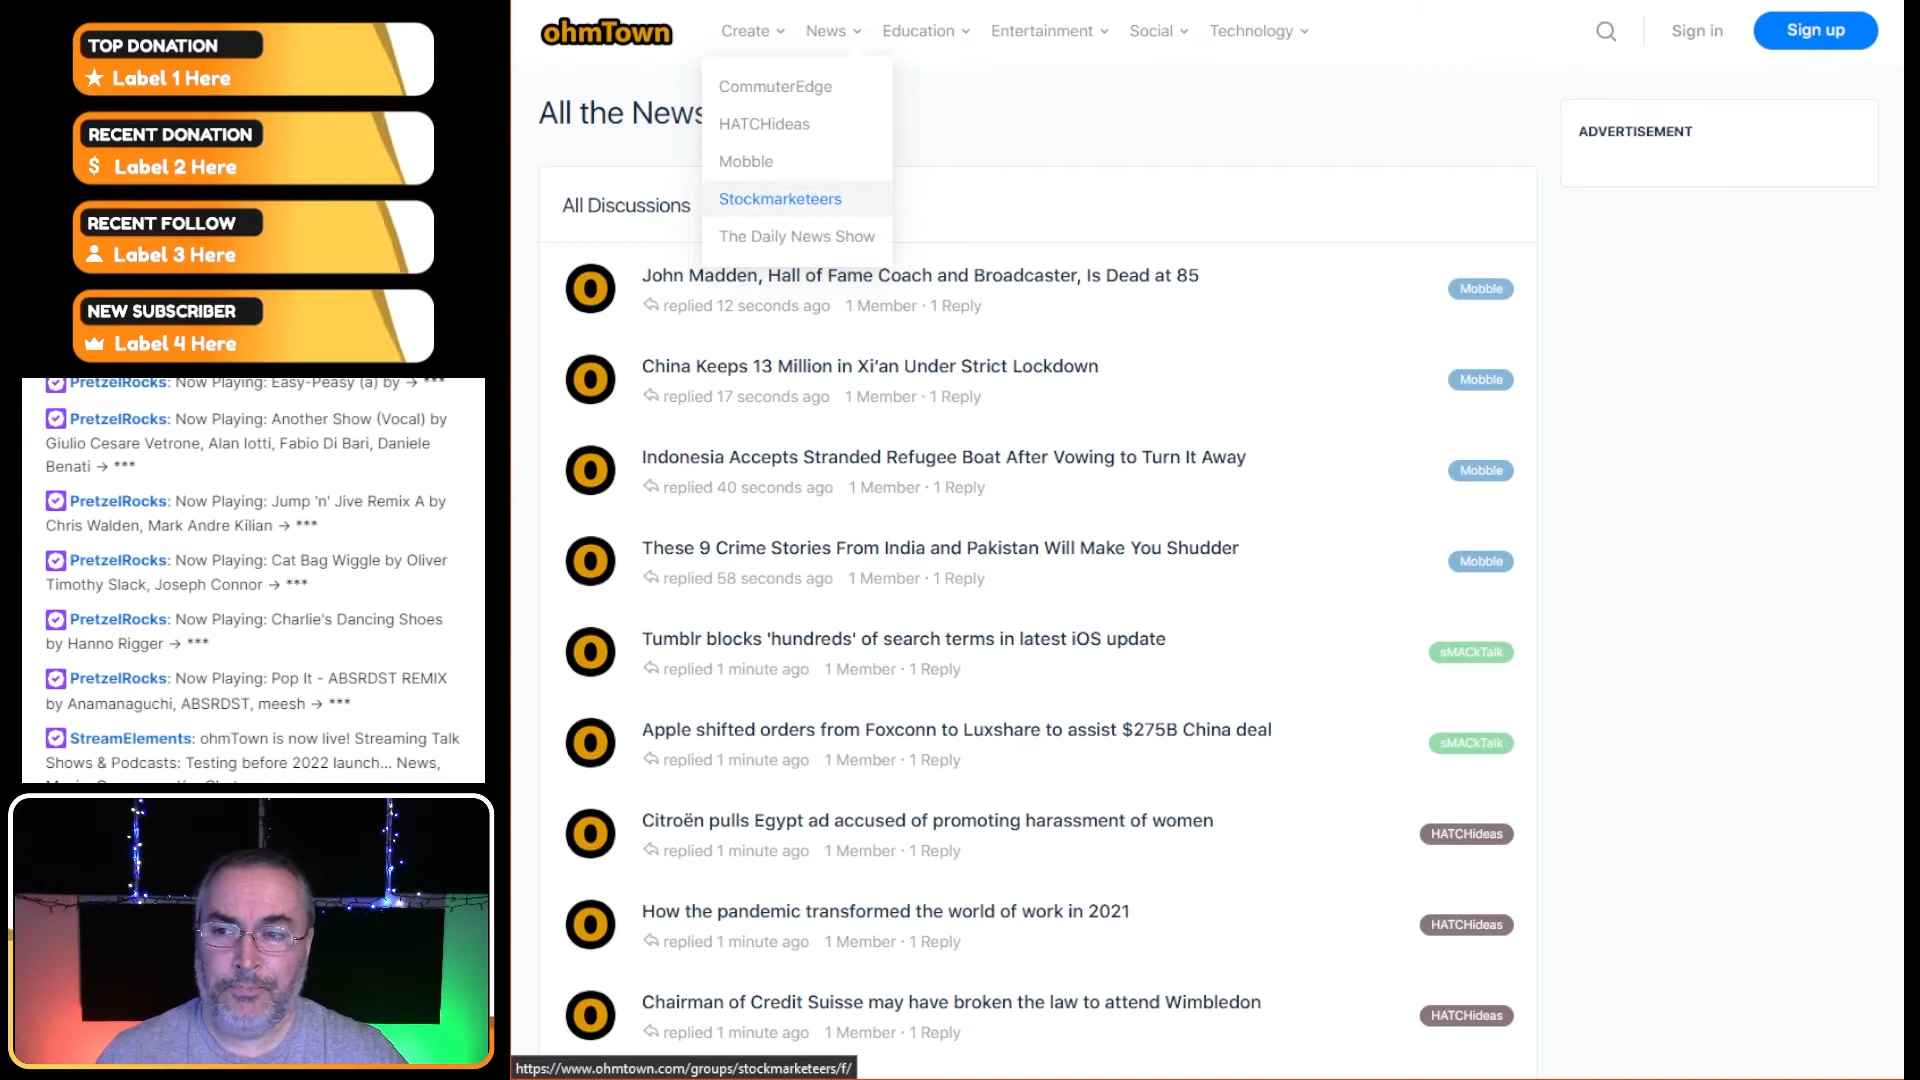 TOP DONATION
Label 1 Here
RECENT DONATION
$ Label 2 Here
RECENT FOLLOW
Label 3 Here
NEW SUBSCRIBER
Label 4 Here
PretzelRocks: Now Playing: Easy-Peasy (a) by → ***
PretzelRocks: Now Playing: Another Show (Vocal) by
Giulio Cesare Vetrone, Alan Iotti, Fabio Di Bari, Daniele
Benati → ***
PretzelRocks: Now Playing: Jump 'n' Jive Remix A by
Chris Walden, Mark Andre Kilian → ***
PretzelRocks: Now Playing: Cat Bag Wiggle by Oliver
Timothy Slack, Joseph Connor → ***
PretzelRocks: Now Playing: Charlie's Dancing Shoes
by Hanno Rigger → ***
PretzelRocks: Now Playing: Pop It - ABSRDST REMIX
by Anamanaguchi, ABSRDST, meesh → ***
StreamElements: ohmTown is now live! Streaming Talk
Shows & Podcasts: Testing before 2022 launch... News,
ohmTown
Create
News
Education
Entertainment
Social
Technology
Sign in
Sign up
CommuterEdge
HATCHideas
Mobble
Stockmarketeers
The Daily News Show
All the News
ADVERTISEMENT
All Discussions
John Madden, Hall of Fame Coach and Broadcaster, Is Dead at 85
replied 12 seconds ago 1 Member · 1 Reply
Mobble
China Keeps 13 Million in Xi’an Under Strict Lockdown
replied 17 seconds ago 1 Member · 1 Reply
Mobble
Indonesia Accepts Stranded Refugee Boat After Vowing to Turn It Away
replied 40 seconds ago 1 Member · 1 Reply
Mobble
These 9 Crime Stories From India and Pakistan Will Make You Shudder
replied 58 seconds ago 1 Member · 1 Reply
Mobble
Tumblr blocks 'hundreds' of search terms in latest iOS update
replied 1 minute ago 1 Member · 1 Reply
sMACkTalk
Apple shifted orders from Foxconn to Luxshare to assist $275B China deal
replied 1 minute ago 1 Member · 1 Reply
sMACkTalk
Citroën pulls Egypt ad accused of promoting harassment of women
replied 1 minute ago 1 Member · 1 Reply
HATCHideas
How the pandemic transformed the world of work in 2021
replied 1 minute ago 1 Member · 1 Reply
HATCHideas
Chairman of Credit Suisse may have broken the law to attend Wimbledon
replied 1 minute ago 1 Member · 1 Reply
HATCHideas
https://www.ohmtown.com/groups/stockmarketeers/f/